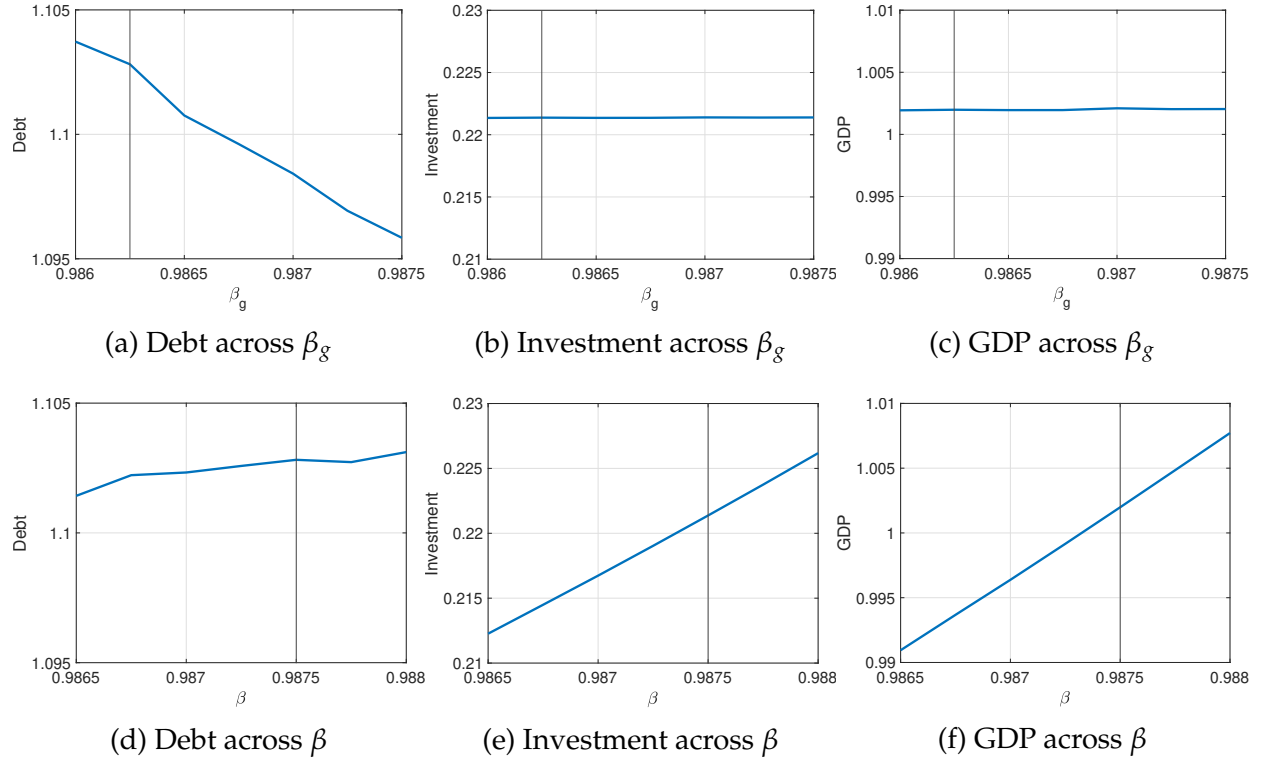 1.105
1.1
1.095
Debt
0.986
0.9865
0.987
0.9875
β_g
(a) Debt across β_g
0.23
0.225
0.22
0.215
0.21
Investment
0.986
0.9865
0.987
0.9875
β_g
(b) Investment across β_g
1.01
1.005
1
0.995
0.99
GDP
0.986
0.9865
0.987
0.9875
β_g
(c) GDP across β_g
1.105
1.1
1.095
Debt
0.9865
0.987
0.9875
0.988
β
(d) Debt across β
0.23
0.225
0.22
0.215
0.21
Investment
0.9865
0.987
0.9875
0.988
β
(e) Investment across β
1.01
1.005
1
0.995
0.99
GDP
0.9865
0.987
0.9875
0.988
β
(f) GDP across β